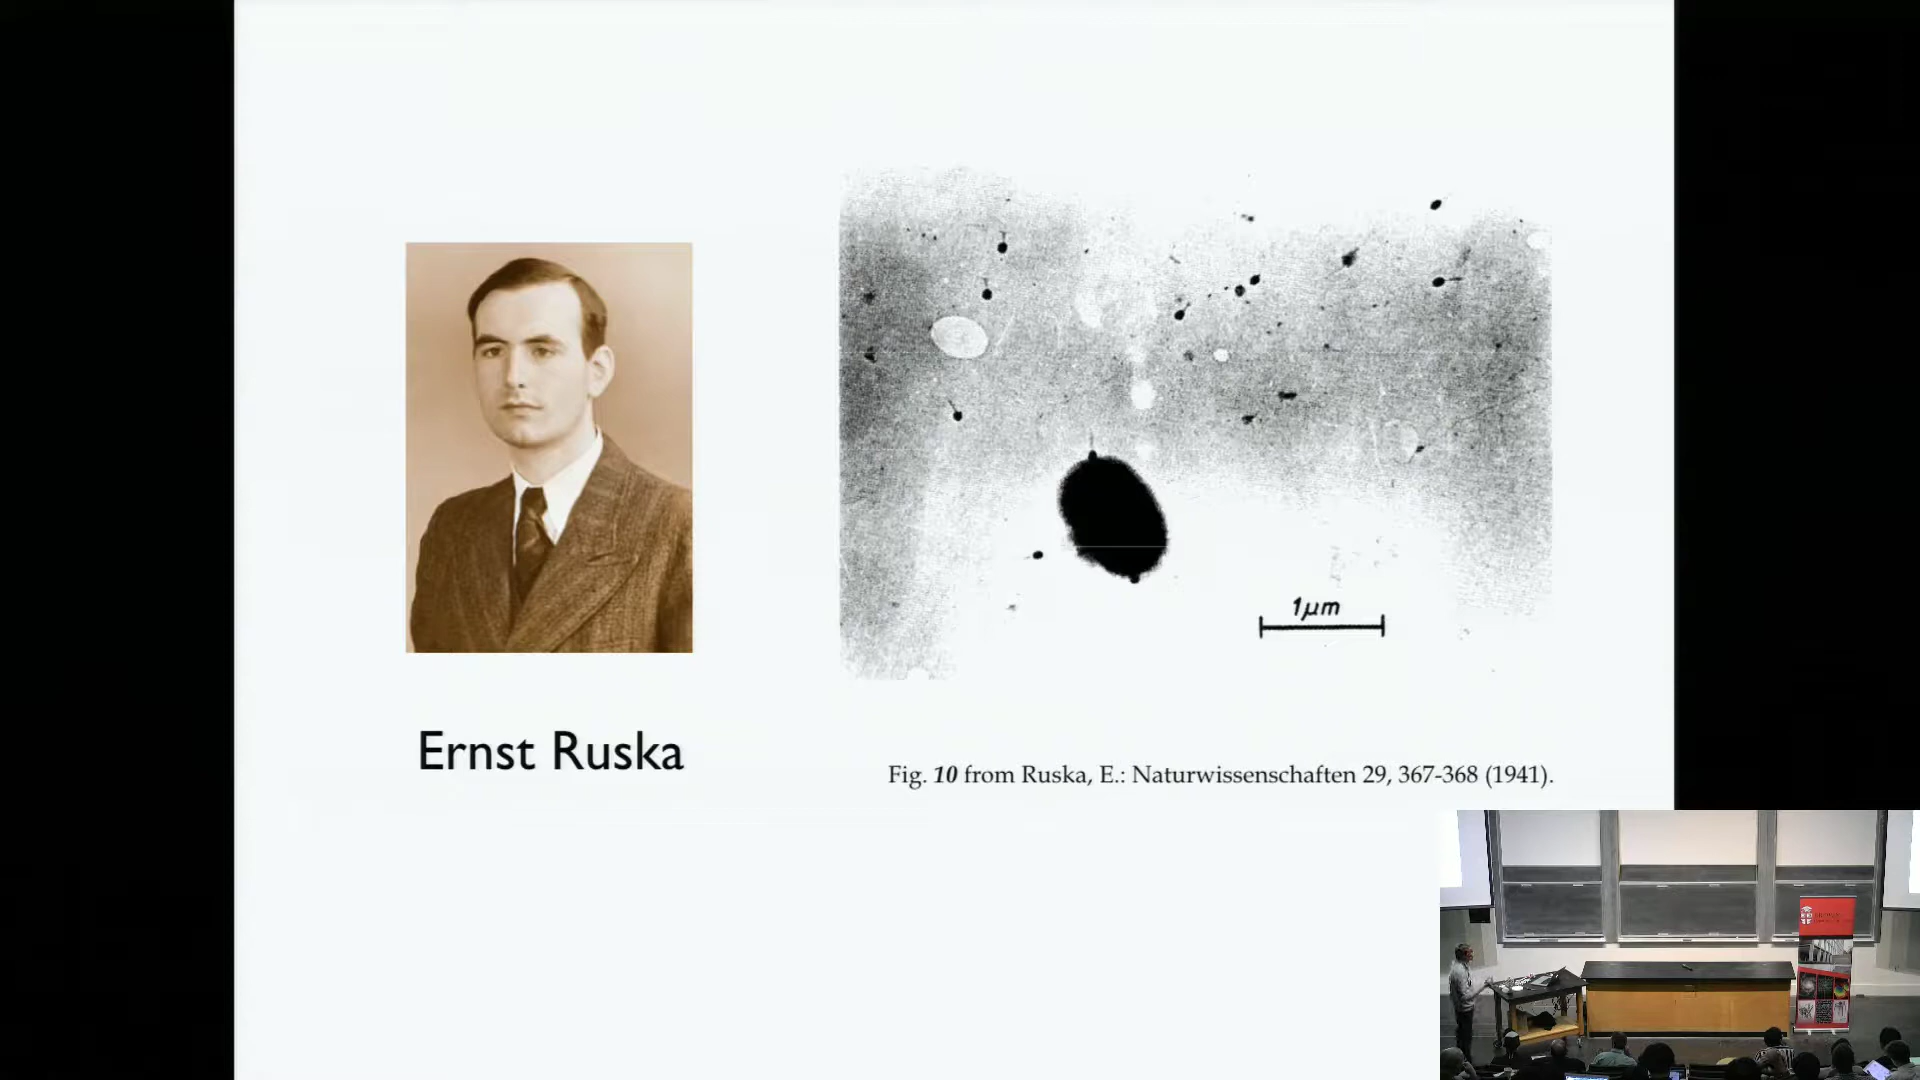 1µm
Ernst Ruska
Fig. 10 from Ruska, E.: Naturwissenschaften 29, 367-368 (1941).